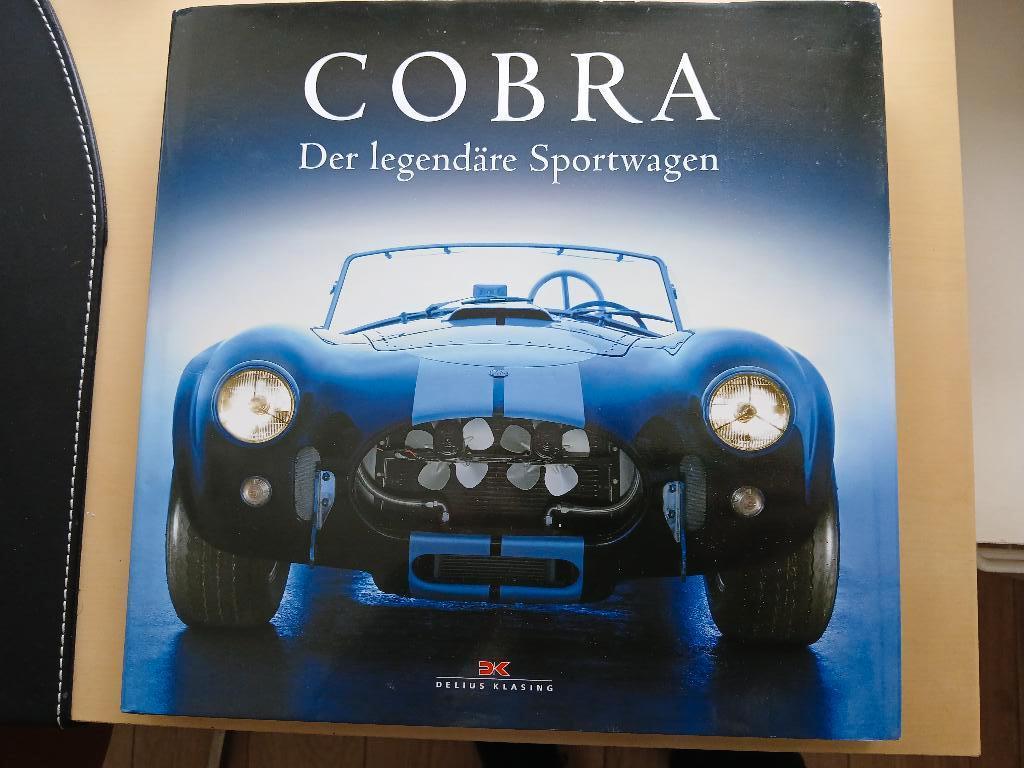 COBRA
Der legendäre Sportwagen
DK
DELIUS KLASING